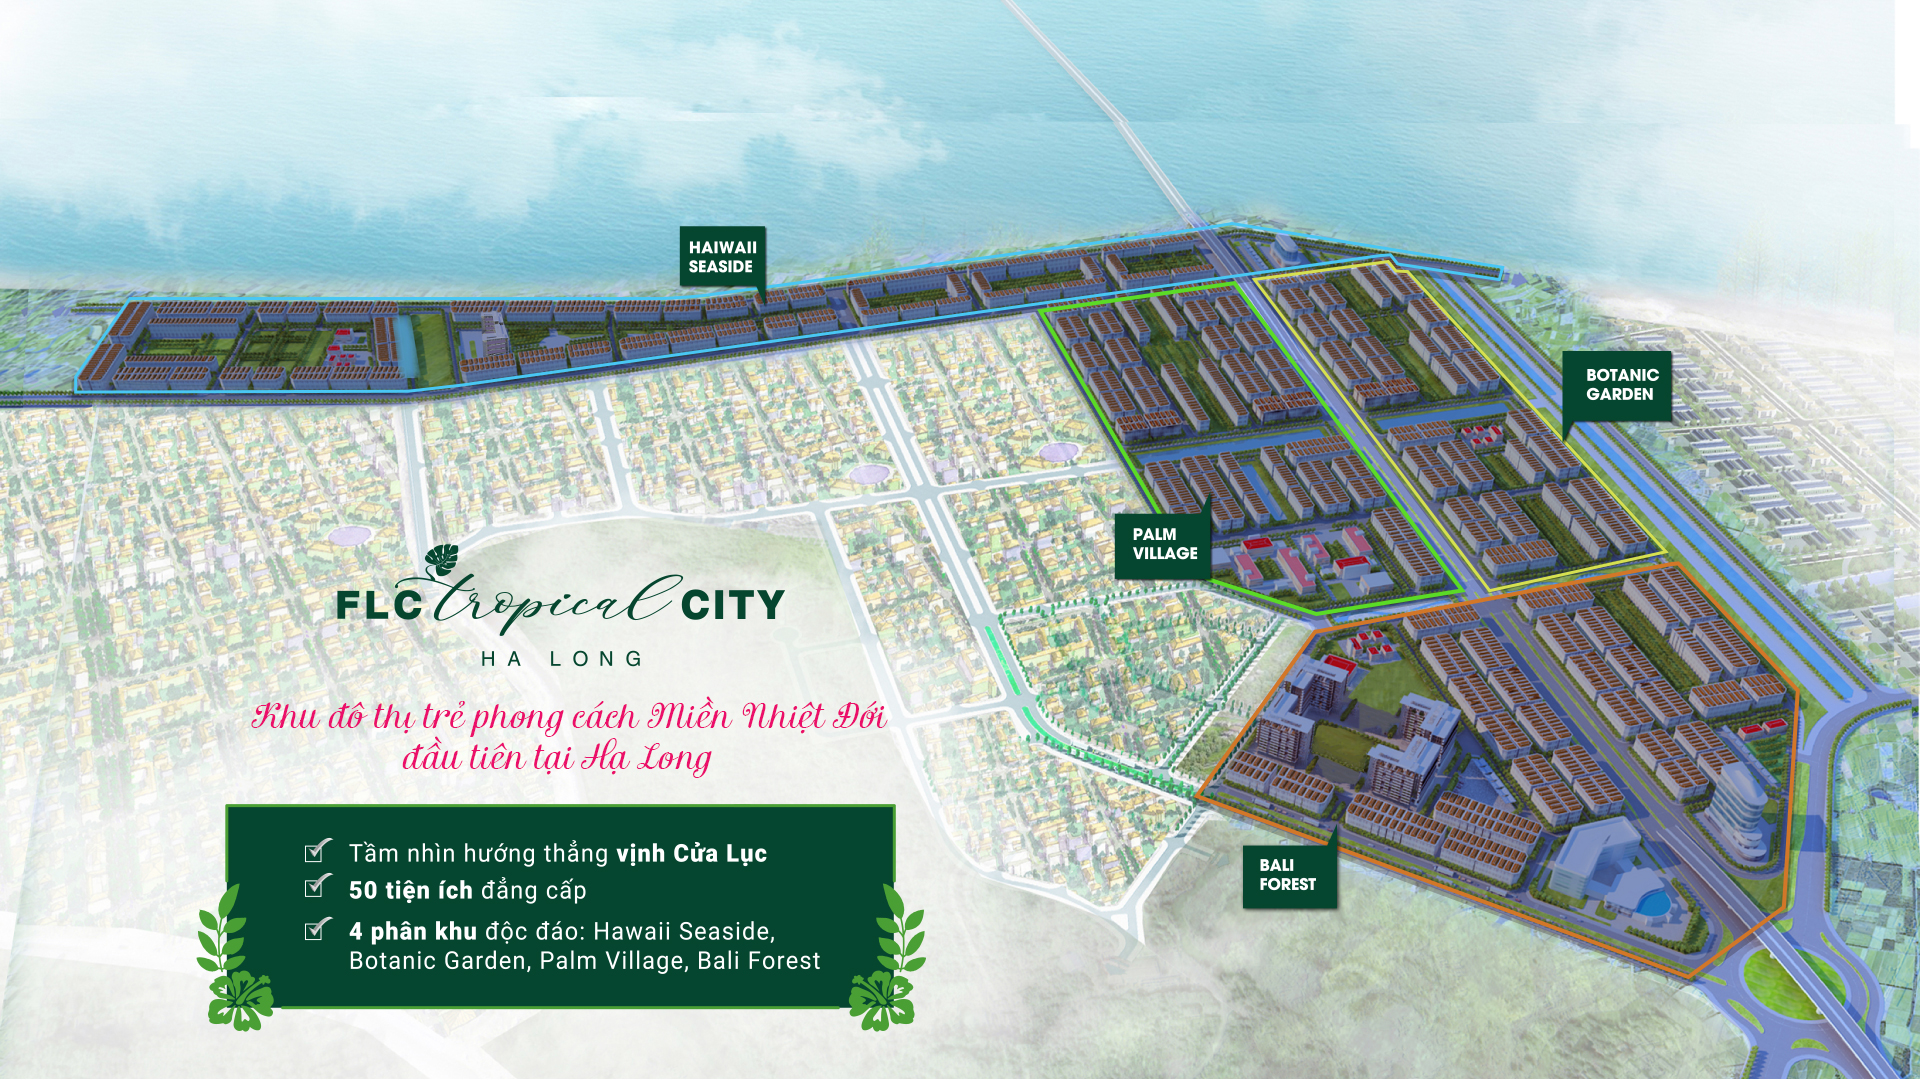 HAIWAII
SEASIDE
BOTANIC
GARDEN
PALM
VILLAGE
FLC tropical CITY
HA LONG
Khu đô thị trẻ phong cách Miền Nhiệt Đới
đầu tiên tại Hạ Long
Tầm nhìn hướng thẳng vịnh Cửa Lục
50 tiện ích đẳng cấp
4 phân khu độc đáo: Hawaii Seaside,
Botanic Garden, Palm Village, Bali Forest
BALI
FOREST